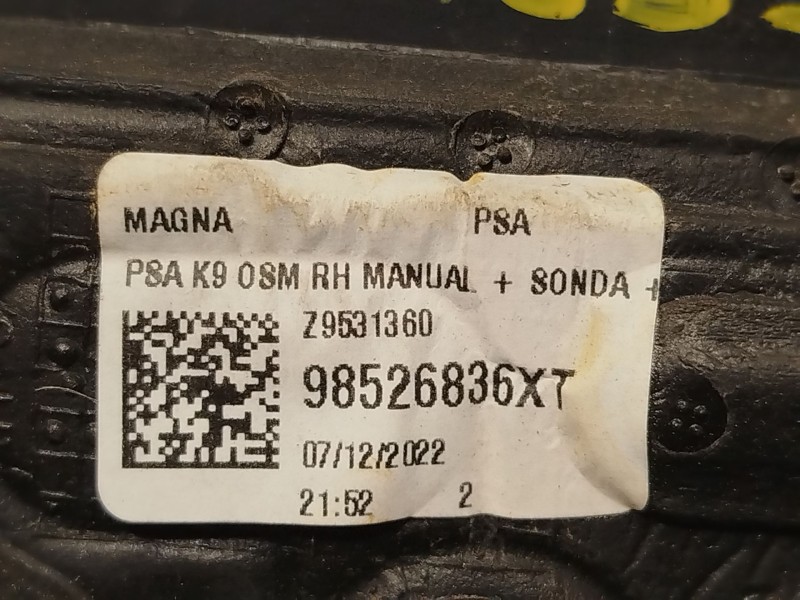 MAGNA PSA
PSA K9 OSM RH MANUAL + SONDA +
Z9531360
98526836XT
07/12/2022
21:52 2